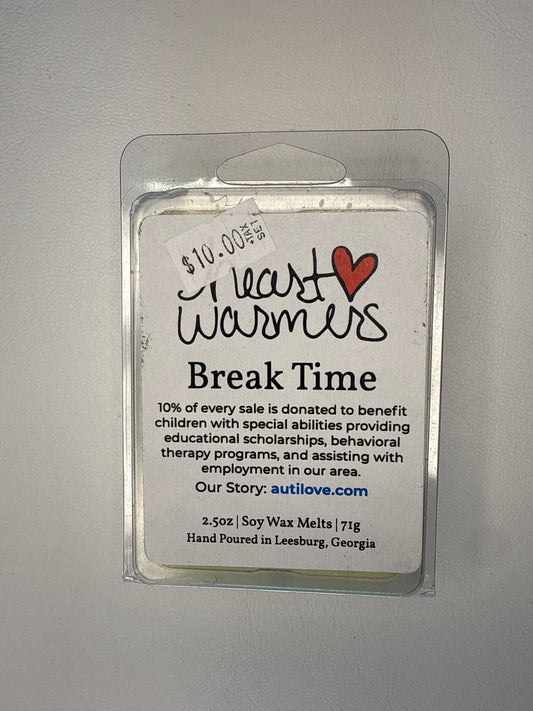 $10.00
+TAX
Heart
Warmers
Break Time
10% of every sale is donated to benefit
children with special abilities providing
educational scholarships, behavioral
therapy programs, and assisting with
employment in our area.
Our Story: autilove.com
2.5oz | Soy Wax Melts | 71g
Hand Poured in Leesburg, Georgia